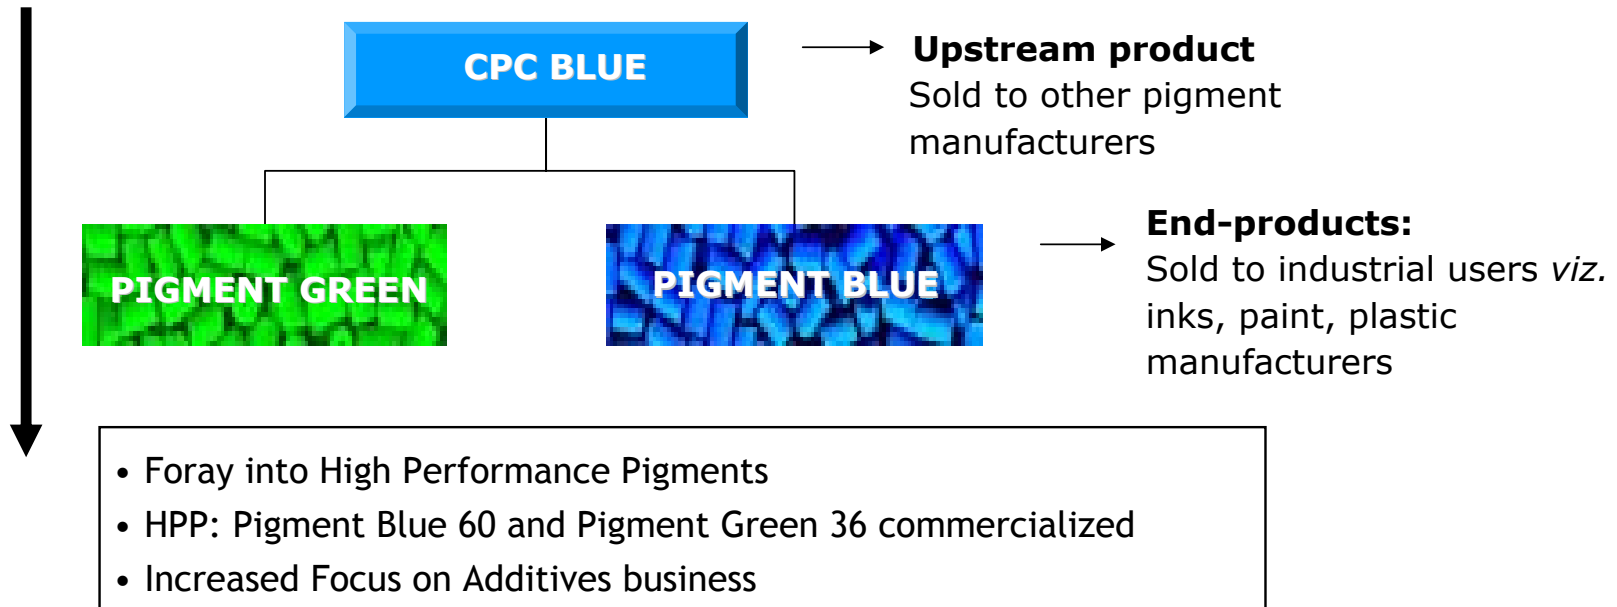 CPC BLUE
Upstream product
Sold to other pigment
manufacturers
PIGMENT GREEN
PIGMENT BLUE
End-products:
Sold to industrial users viz.
inks, paint, plastic
manufacturers
• Foray into High Performance Pigments
• HPP: Pigment Blue 60 and Pigment Green 36 commercialized
• Increased Focus on Additives business